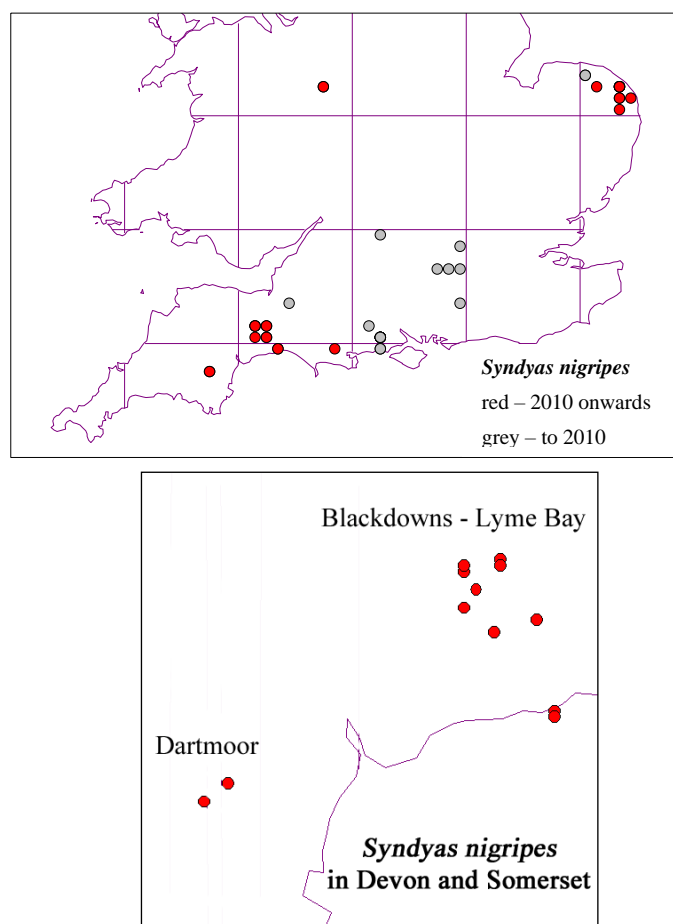 Syndyas nigripes
red – 2010 onwards
grey – to 2010
Blackdowns - Lyme Bay
Dartmoor
Syndyas nigripes
in Devon and Somerset